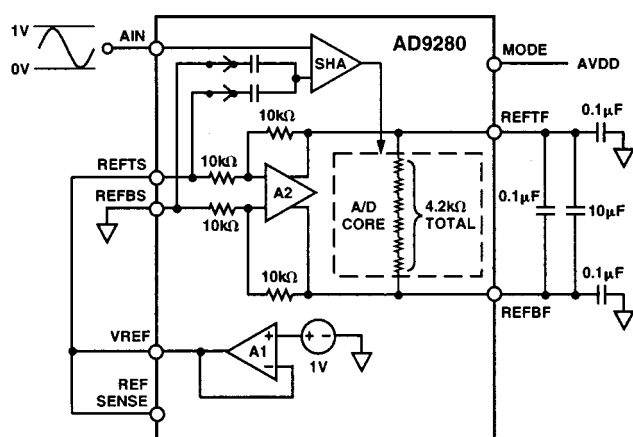 1V
0V
AIN
AD9280
MODE
AVDD
SHA
10kΩ
REFTF
0.1µF
REFTS
10kΩ
A2
REFBS
10kΩ
A/D
CORE
4.2kΩ
TOTAL
0.1µF
10µF
10kΩ
0.1µF
REFBF
VREF
A1
+
−
+ −
1V
REF
SENSE